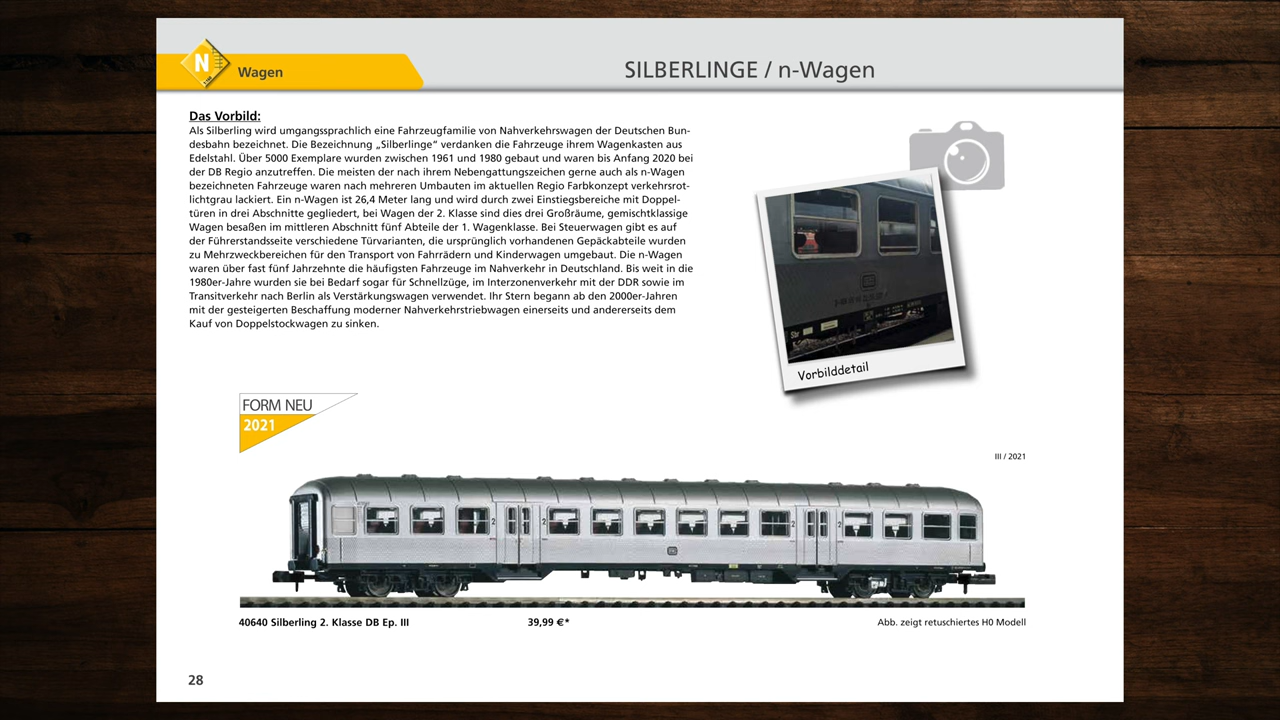 N
Wagen
SILBERLINGE / n-Wagen
Das Vorbild:
Als Silberling wird umgangssprachlich eine Fahrzeugfamilie von Nahverkehrswagen der Deutschen Bun-
desbahn bezeichnet. Die Bezeichnung „Silberlinge“ verdanken die Fahrzeuge ihrem Wagenkasten aus
Edelstahl. Über 5000 Exemplare wurden zwischen 1961 und 1980 gebaut und waren bis Anfang 2020 bei
der DB Regio anzutreffen. Die meisten der nach ihrem Nebengattungszeichen gerne auch als n-Wagen
bezeichneten Fahrzeuge waren nach mehreren Umbauten im aktuellen Regio Farbkonzept verkehrsrot-
lichtgrau lackiert. Ein n-Wagen ist 26,4 Meter lang und wird durch zwei Einstiegsbereiche mit Doppel-
türen in drei Abschnitte gegliedert, bei Wagen der 2. Klasse sind dies drei Großräume, gemischtklassige
Wagen besaßen im mittleren Abschnitt fünf Abteile der 1. Wagenklasse. Bei Steuerwagen gibt es auf
der Führerstandsseite verschiedene Türvarianten, die ursprünglich vorhandenen Gepäckabteile wurden
zu Mehrzweckbereichen für den Transport von Fahrrädern und Kinderwagen umgebaut. Die n-Wagen
waren über fast fünf Jahrzehnte die häufigsten Fahrzeuge im Nahverkehr in Deutschland. Bis weit in die
1980er-Jahre wurden sie bei Bedarf sogar für Schnellzüge, im Interzonenverkehr mit der DDR sowie im
Transitverkehr nach Berlin als Verstärkungswagen verwendet. Ihr Stern begann ab den 2000er-Jahren
mit der gesteigerten Beschaffung moderner Nahverkehrstriebwagen einerseits und andererseits dem
Kauf von Doppelstockwagen zu sinken.
Vorbilddetail
FORM NEU
2021
III / 2021
2 2 2 2
40640 Silberling 2. Klasse DB Ep. III 39,99 €*
Abb. zeigt retuschiertes H0 Modell
28